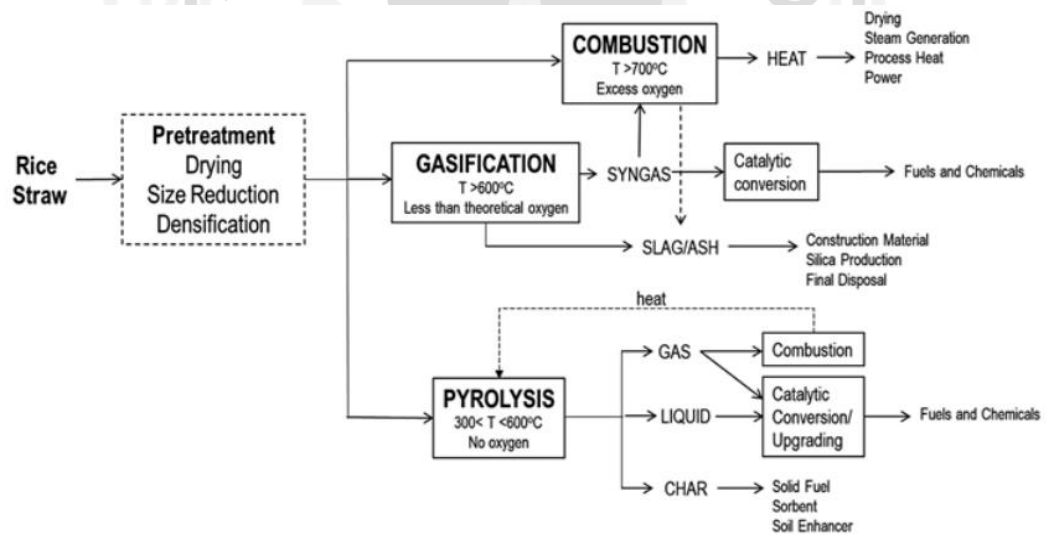 Rice
Straw
Pretreatment
Drying
Size Reduction
Densification
COMBUSTION
T >700ºC
Excess oxygen
HEAT
Drying
Steam Generation
Process Heat
Power
GASIFICATION
T >600ºC
Less than theoretical oxygen
SYNGAS
Catalytic
conversion
Fuels and Chemicals
SLAG/ASH
Construction Material
Silica Production
Final Disposal
heat
PYROLYSIS
300< T <600ºC
No oxygen
GAS
Combustion
LIQUID
Catalytic
Conversion/
Upgrading
Fuels and Chemicals
CHAR
Solid Fuel
Sorbent
Soil Enhancer